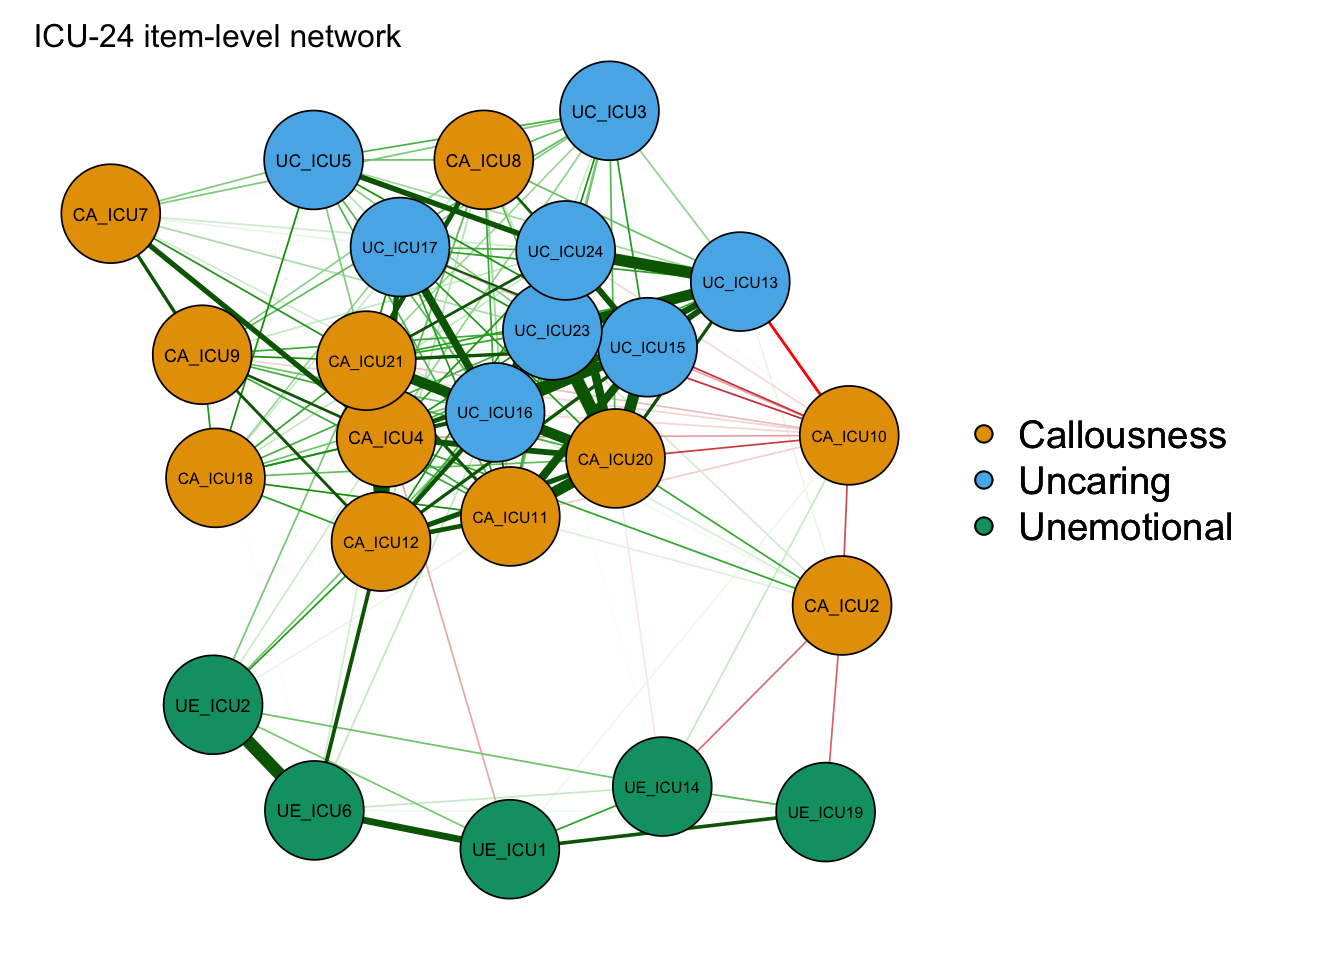 ICU-24 item-level network
UC_ICU3
UC_ICU5
CA_ICU8
CA_ICU7
UC_ICU17
UC_ICU24
UC_ICU13
UC_ICU23
UC_ICU15
CA_ICU9
CA_ICU21
UC_ICU16
CA_ICU4
CA_ICU10
CA_ICU20
CA_ICU18
CA_ICU11
CA_ICU12
CA_ICU2
UE_ICU2
UE_ICU6
UE_ICU1
UE_ICU14
UE_ICU19
Callousness
Uncaring
Unemotional